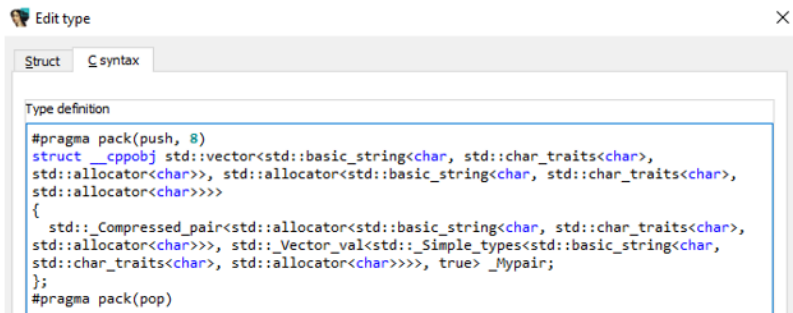 Edit type
Struct
C syntax
Type definition
#pragma pack(push, 8)
struct __cppobj std::vector<std::basic_string<char, std::char_traits<char>,
std::allocator<char>>, std::allocator<std::basic_string<char, std::char_traits<char>,
std::allocator<char>>>>
{
  std::_Compressed_pair<std::allocator<std::basic_string<char, std::char_traits<char>,
std::allocator<char>>>, std::_Vector_val<std::_Simple_types<std::basic_string<char,
std::char_traits<char>, std::allocator<char>>>>, true> _Mypair;
};
#pragma pack(pop)